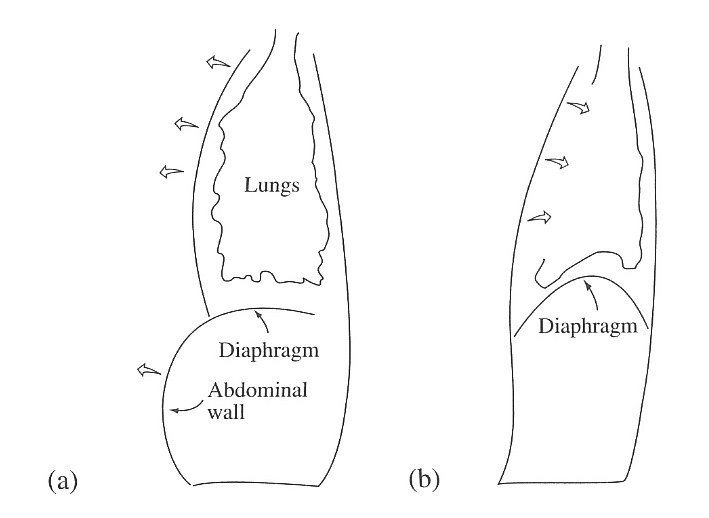 Lungs
Diaphragm
Abdominal
wall
(a)
Diaphragm
(b)